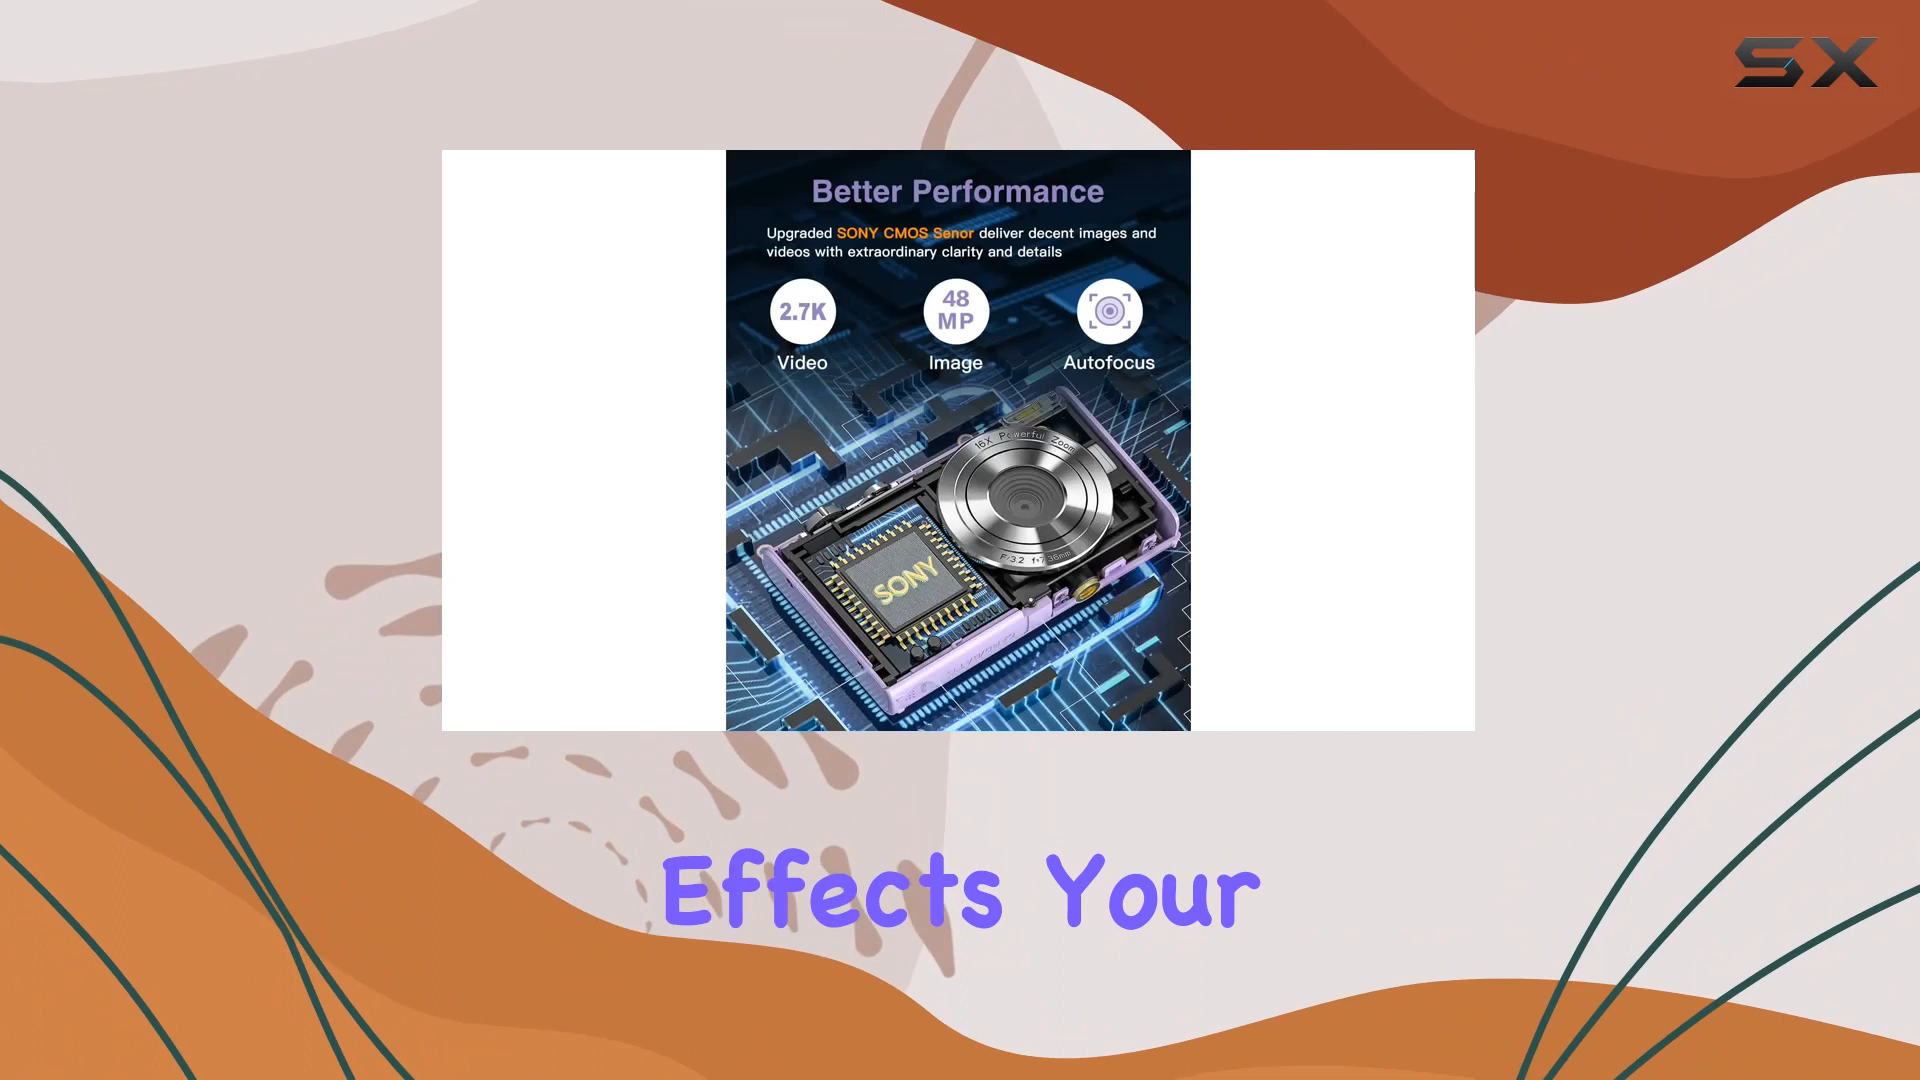 SX
Better Performance
Upgraded SONY CMOS Senor deliver decent images and
videos with extraordinary clarity and details
2.7K
48
MP
Video
Image
Autofocus
16X Powerful Zoom
SONY
Effects Your